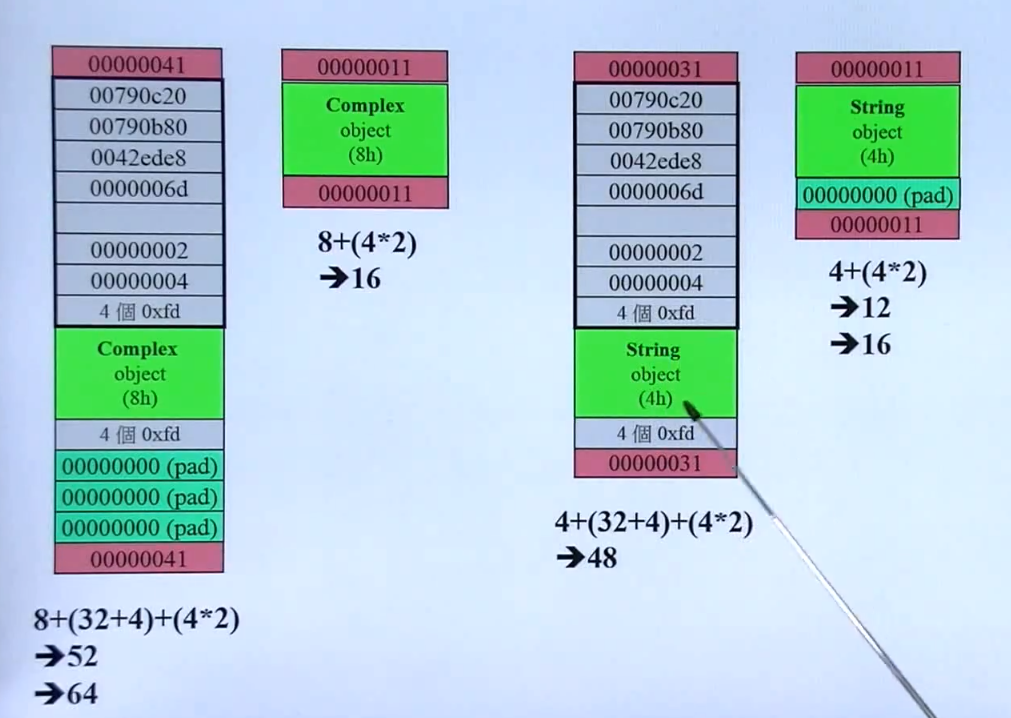 00000041
00790c20
00790b80
0042ede8
0000006d
00000002
00000004
4 個 0xfd
Complex
object
(8h)
4 個 0xfd
00000000 (pad)
00000000 (pad)
00000000 (pad)
00000041
8+(32+4)+(4*2)
➔52
➔64
00000011
Complex
object
(8h)
00000011
8+(4*2)
➔16
00000031
00790c20
00790b80
0042ede8
0000006d
00000002
00000004
4 個 0xfd
String
object
(4h)
4 個 0xfd
00000031
4+(32+4)+(4*2)
➔48
00000011
String
object
(4h)
00000000 (pad)
00000011
4+(4*2)
➔12
➔16